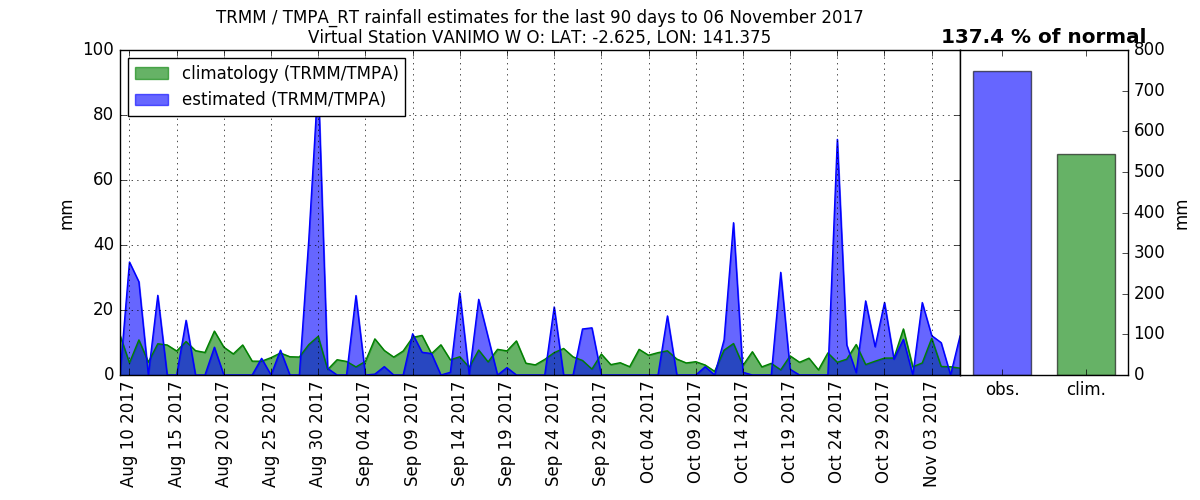 TRMM / TMPA_RT rainfall estimates for the last 90 days to 06 November 2017
Virtual Station VANIMO W O: LAT: -2.625, LON: 141.375
137.4 % of normal
climatology (TRMM/TMPA)
estimated (TRMM/TMPA)
100
80
60
40
20
0
mm
800
700
600
500
400
300
200
100
0
mm
obs.
clim.
Aug 10 2017
Aug 15 2017
Aug 20 2017
Aug 25 2017
Aug 30 2017
Sep 04 2017
Sep 09 2017
Sep 14 2017
Sep 19 2017
Sep 24 2017
Sep 29 2017
Oct 04 2017
Oct 09 2017
Oct 14 2017
Oct 19 2017
Oct 24 2017
Oct 29 2017
Nov 03 2017